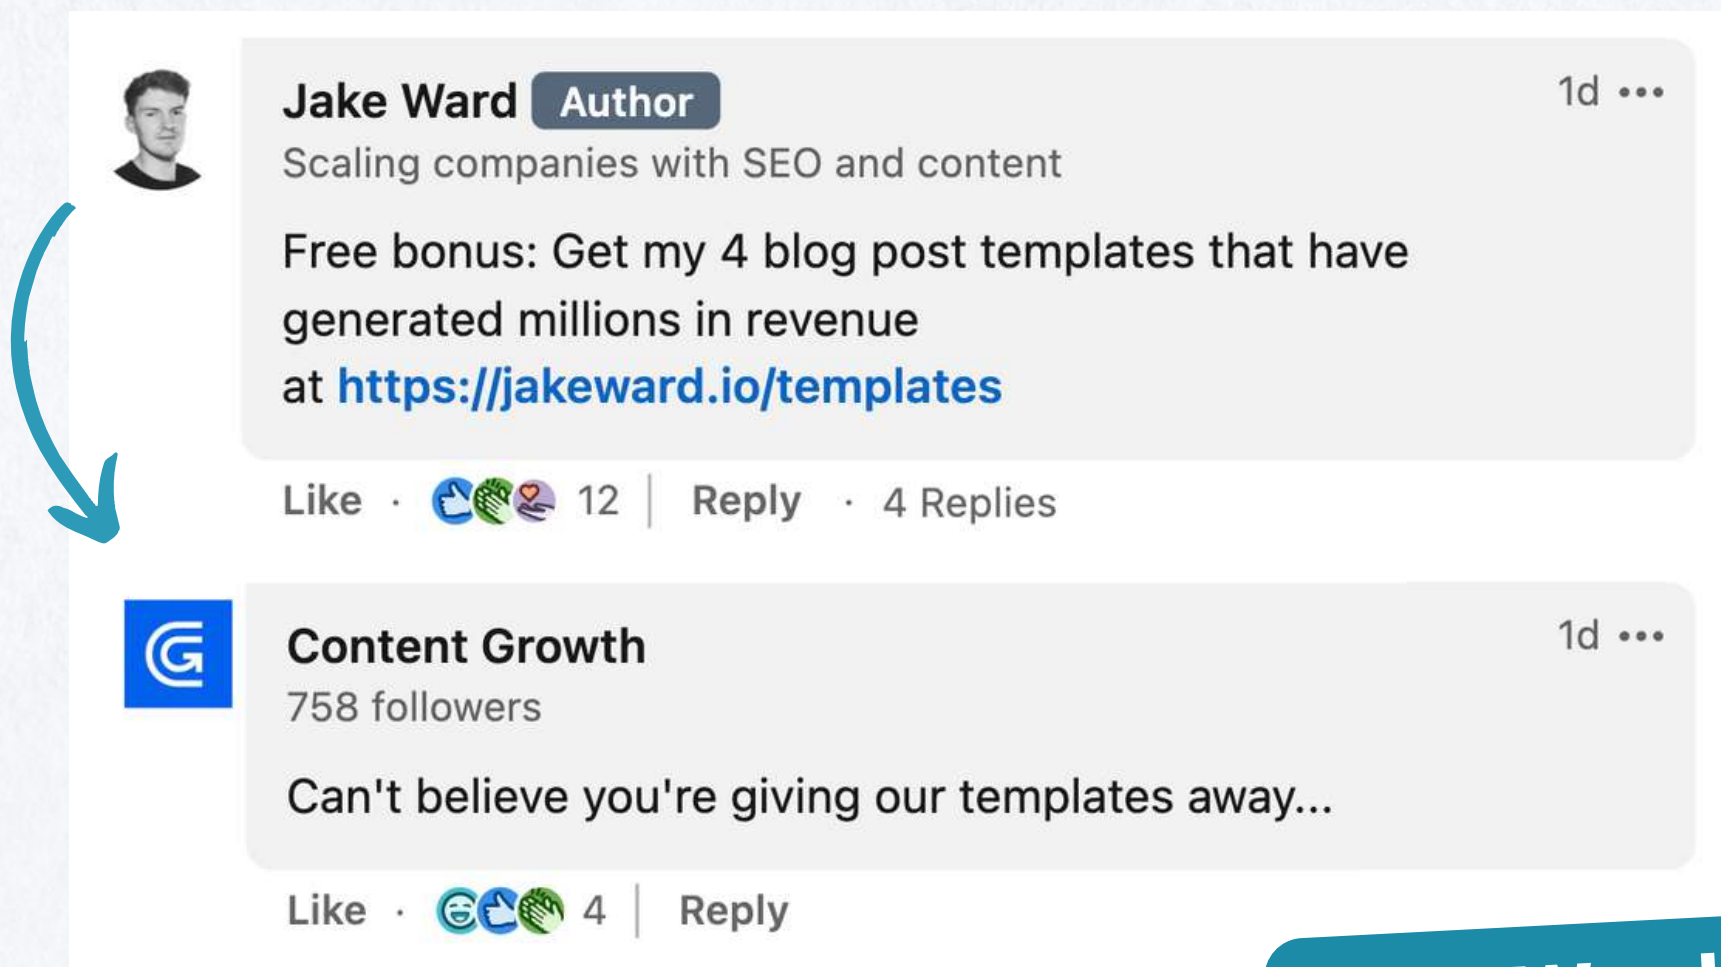 Jake Ward Author 1d
Scaling companies with SEO and content
Free bonus: Get my 4 blog post templates that have
generated millions in revenue
at https://jakeward.io/templates
Like · 12 | Reply · 4 Replies
Content Growth 1d
758 followers
Can't believe you're giving our templates away...
Like · 4 | Reply